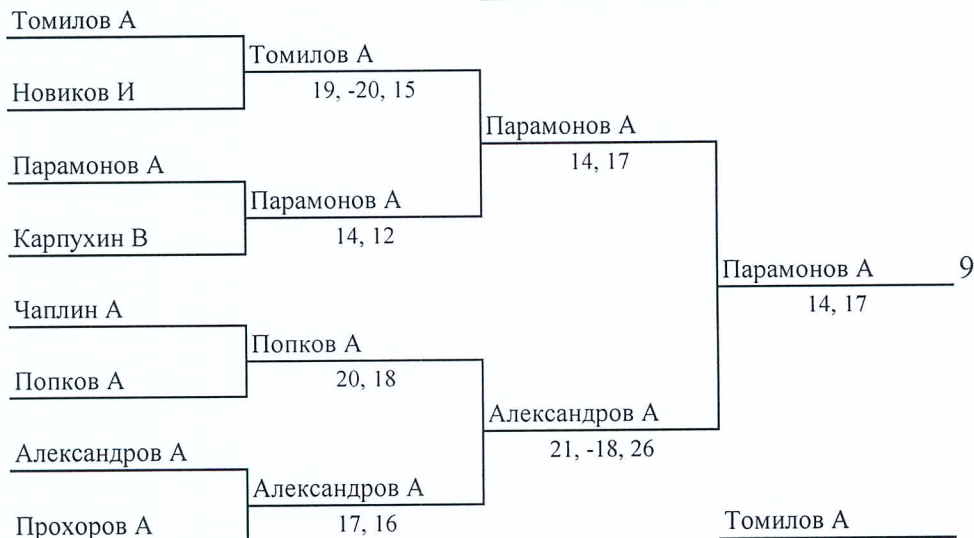 Томилов А
Томилов А
Новиков И
19, -20, 15
Парамонов А
Парамонов А
14, 17
Парамонов А
Карпухин В
14, 12
Парамонов А 9
Чаплин А
14, 17
Попков А
Попков А
20, 18
Александров А
Александров А
21, -18, 26
Александров А
Прохоров А
17, 16
Томилов А